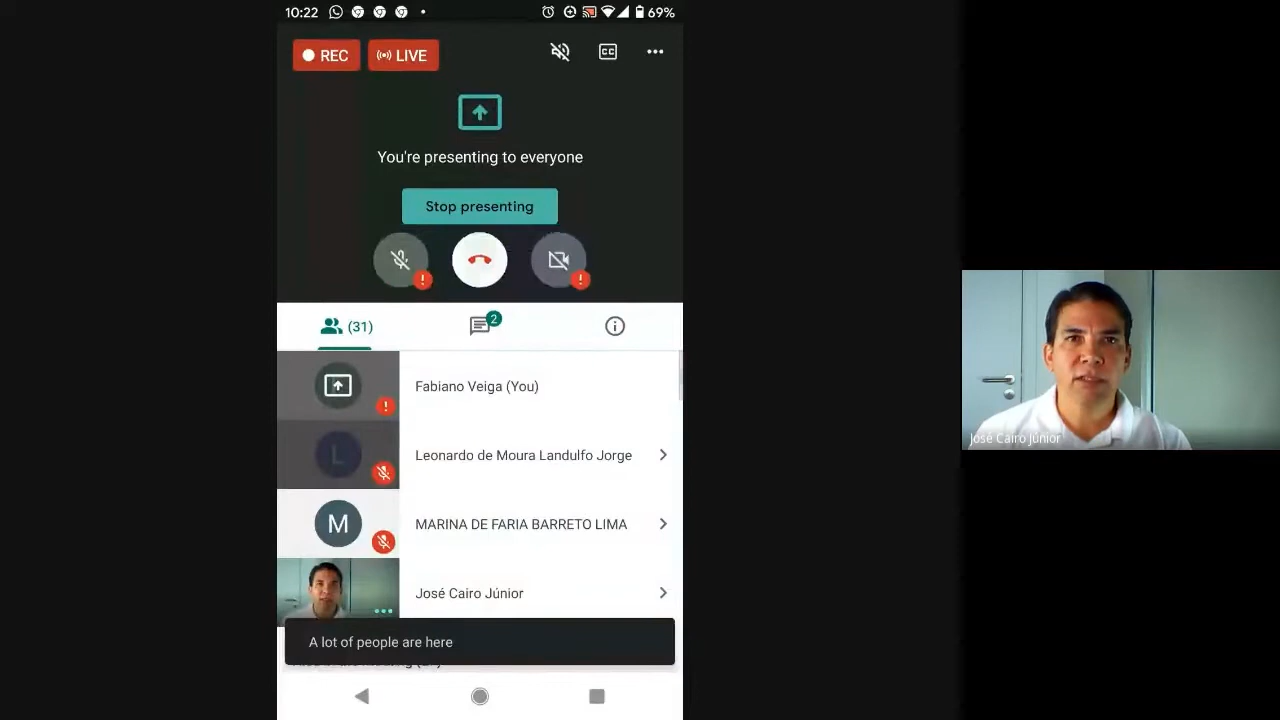 10:22
69%
REC
LIVE
CC
You're presenting to everyone
Stop presenting
(31)
2
Fabiano Veiga (You)
L
Leonardo de Moura Landulfo Jorge
M
MARINA DE FARIA BARRETO LIMA
José Cairo Júnior
A lot of people are here
José Cairo Júnior